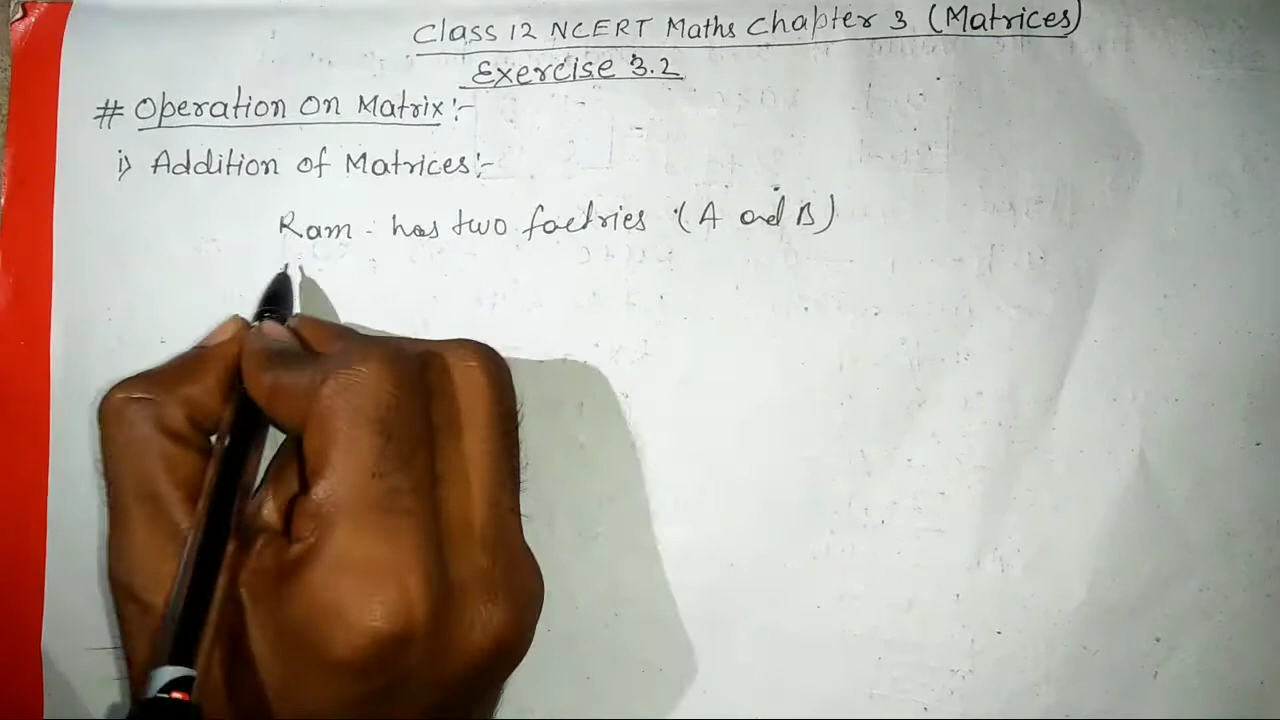 Class 12 NCERT Maths Chapter 3 (Matrices)
Exercise 3.2
# Operation On Matrix :-
i) Addition of Matrices :-
Ram - has two factries (A and B)